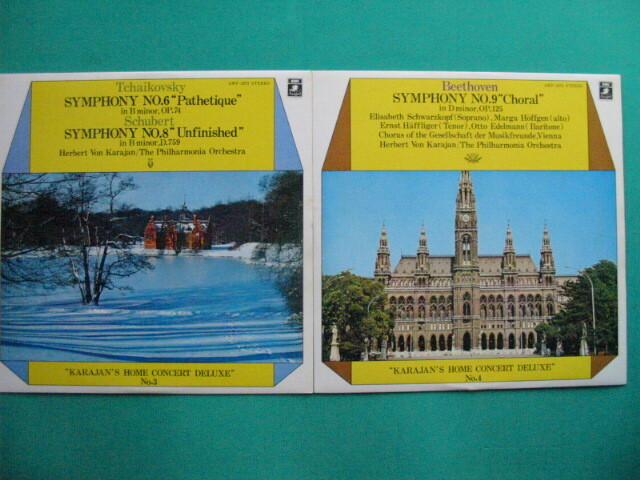 Tchaikovsky
SYMPHONY NO.6 "Pathetique"
in B minor, OP.74
Schubert
SYMPHONY NO.8 "Unfinished"
in B minor, D.759
Herbert Von Karajan/The Philharmonia Orchestra
"KARAJAN'S HOME CONCERT DELUXE"
No.3
Beethoven
SYMPHONY NO.9 "Choral"
in D minor, OP.125
Elisabeth Schwarzkopf (Soprano), Marga Höffgen (alto)
Ernst Häffliger (Tenor), Otto Edelmann (Baritone)
Chorus of the Gesellschaft der Musikfreunde, Vienna
Herbert Von Karajan/The Philharmonia Orchestra
"KARAJAN'S HOME CONCERT DELUXE"
No.4